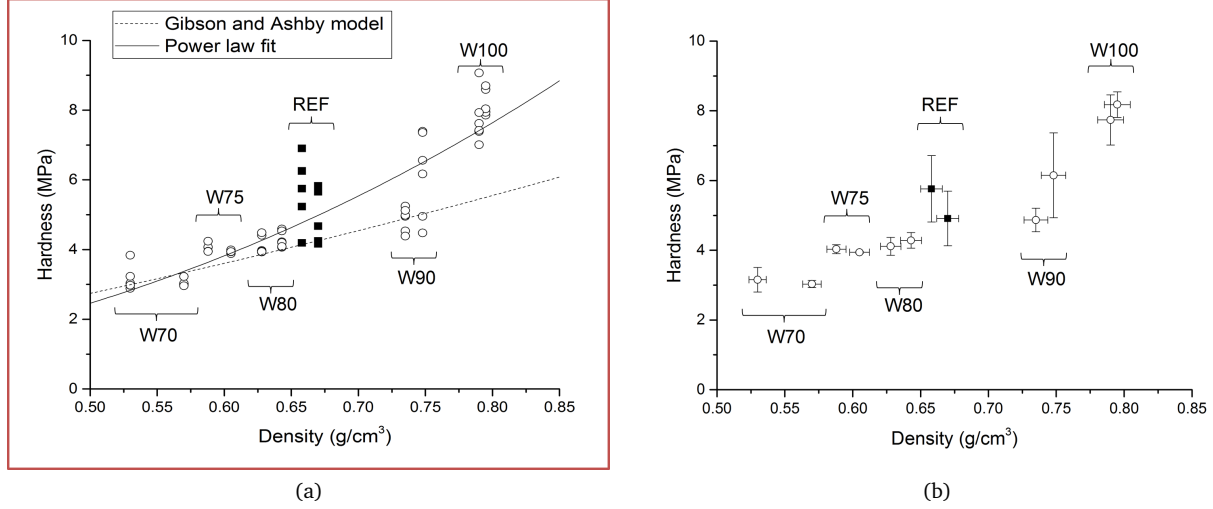 Gibson and Ashby model
Power law fit
10
8
6
4
2
0
Hardness (MPa)
W100
REF
W75
W90
W80
W70
0.50 0.55 0.60 0.65 0.70 0.75 0.80 0.85
Density (g/cm³)
(a)
10
8
6
4
2
0
Hardness (MPa)
W100
REF
W75
W90
W80
W70
0.50 0.55 0.60 0.65 0.70 0.75 0.80 0.85
Density (g/cm³)
(b)